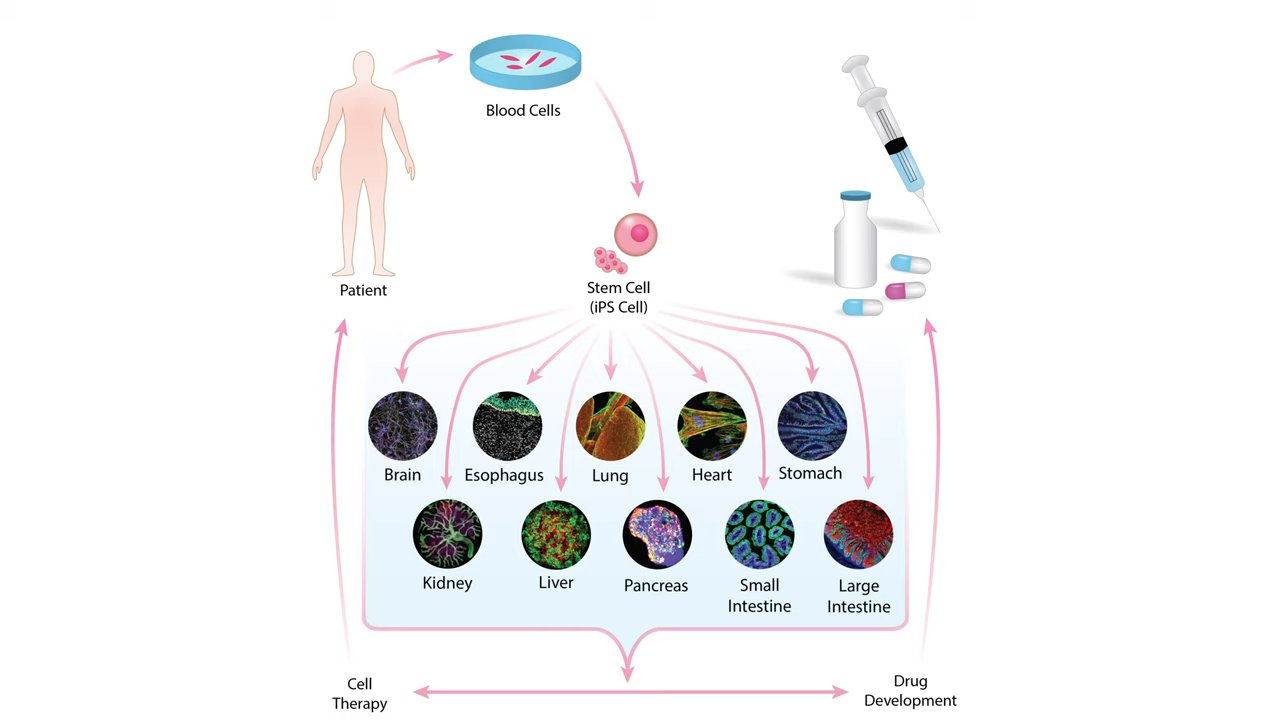 Blood Cells
Patient
Stem Cell
(iPS Cell)
Brain
Esophagus
Lung
Heart
Stomach
Kidney
Liver
Pancreas
Small
Intestine
Large
Intestine
Cell
Therapy
Drug
Development